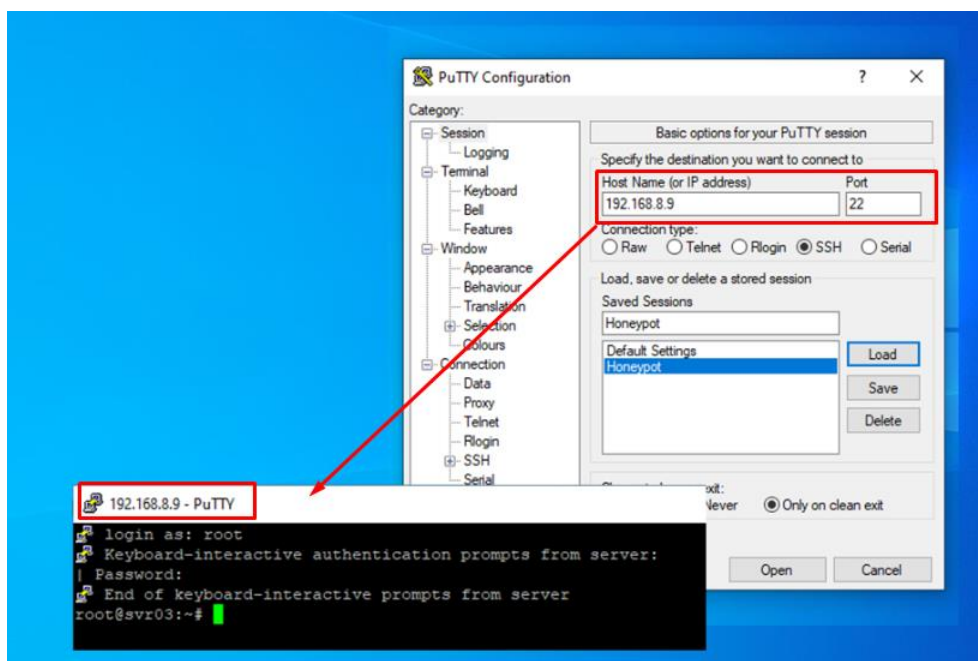 PuTTY Configuration
?
Category:
Session
Logging
Terminal
Keyboard
Bell
Features
Window
Appearance
Behaviour
Translation
Selection
Colours
Connection
Data
Proxy
Telnet
Rlogin
SSH
Serial
Basic options for your PuTTY session
Specify the destination you want to connect to
Host Name (or IP address) Port
192.168.8.9 22
Connection type:
Raw Telnet Rlogin SSH Serial
Load, save or delete a stored session
Saved Sessions
Honeypot
Default Settings
Honeypot
Load
Save
Delete
exit:
Never Only on clean exit
Open Cancel
192.168.8.9 - PuTTY
login as: root
Keyboard-interactive authentication prompts from server:
| Password:
End of keyboard-interactive prompts from server
root@svr03:~#